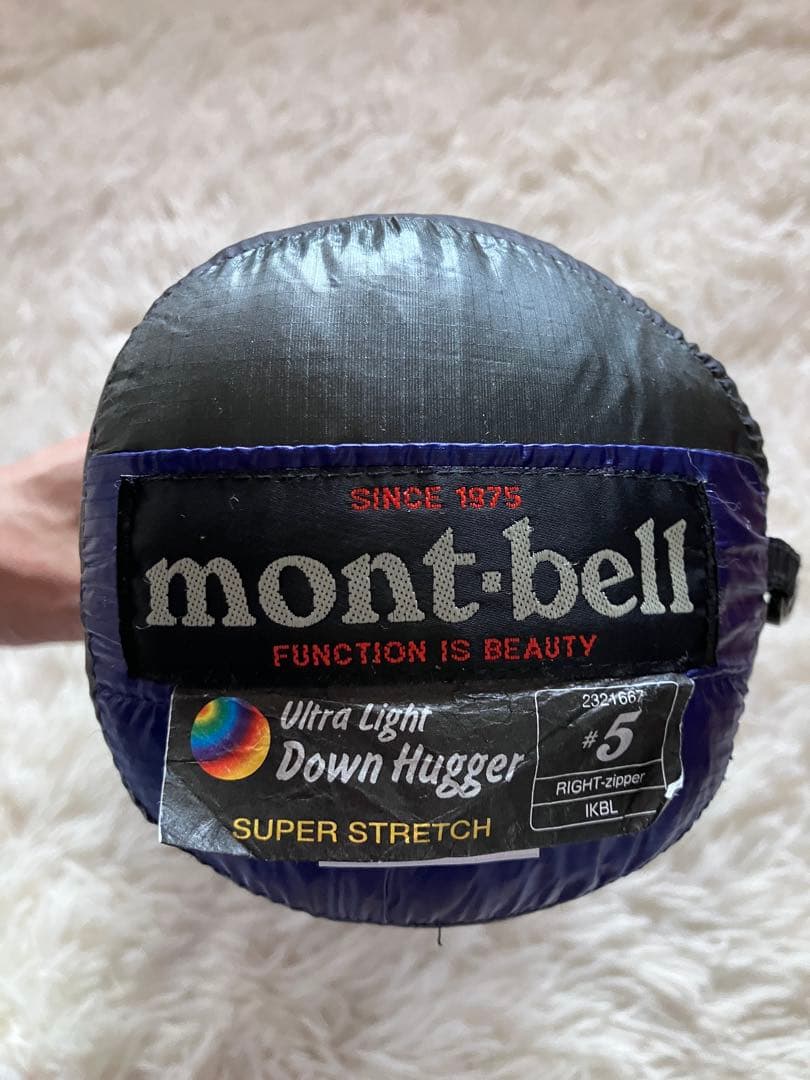 SINCE 1975
mont-bell
FUNCTION IS BEAUTY
Ultra Light
Down Hugger
SUPER STRETCH
2321667
#5
RIGHT-zipper
IKBL